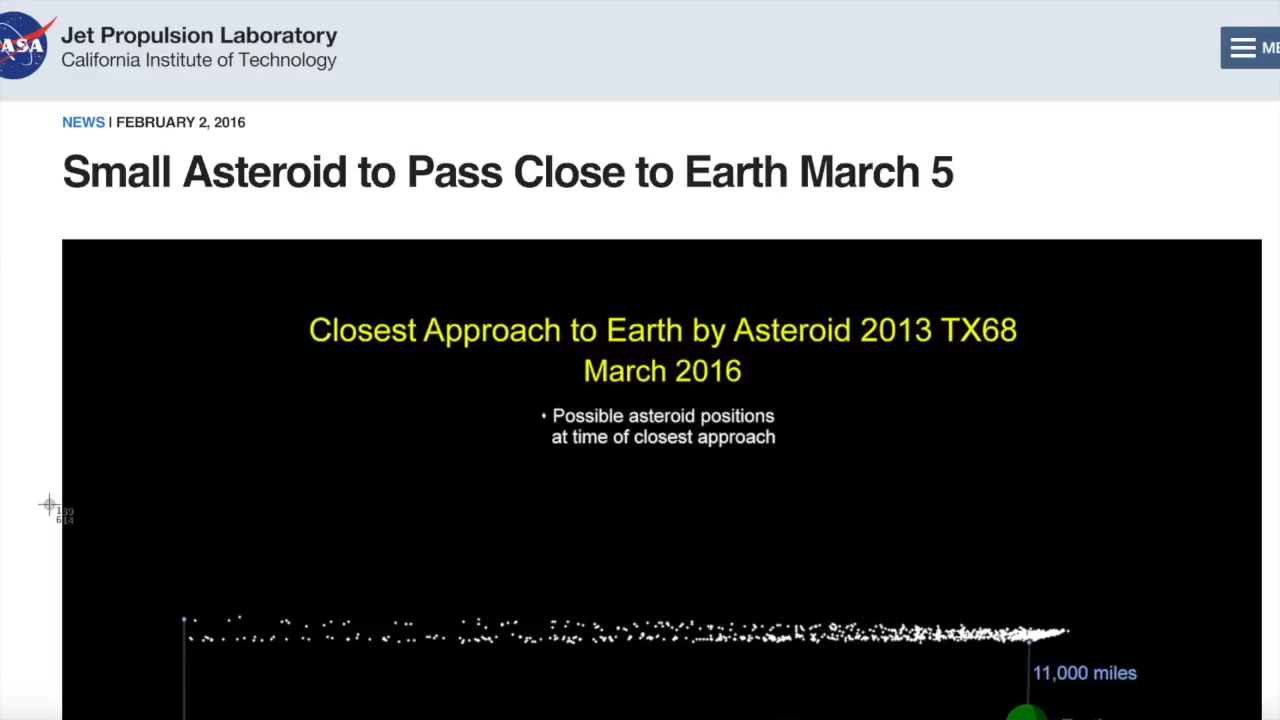 Jet Propulsion Laboratory
California Institute of Technology
NEWS | FEBRUARY 2, 2016
Small Asteroid to Pass Close to Earth March 5
Closest Approach to Earth by Asteroid 2013 TX68
March 2016
Possible asteroid positions
at time of closest approach
139
614
11,000 miles